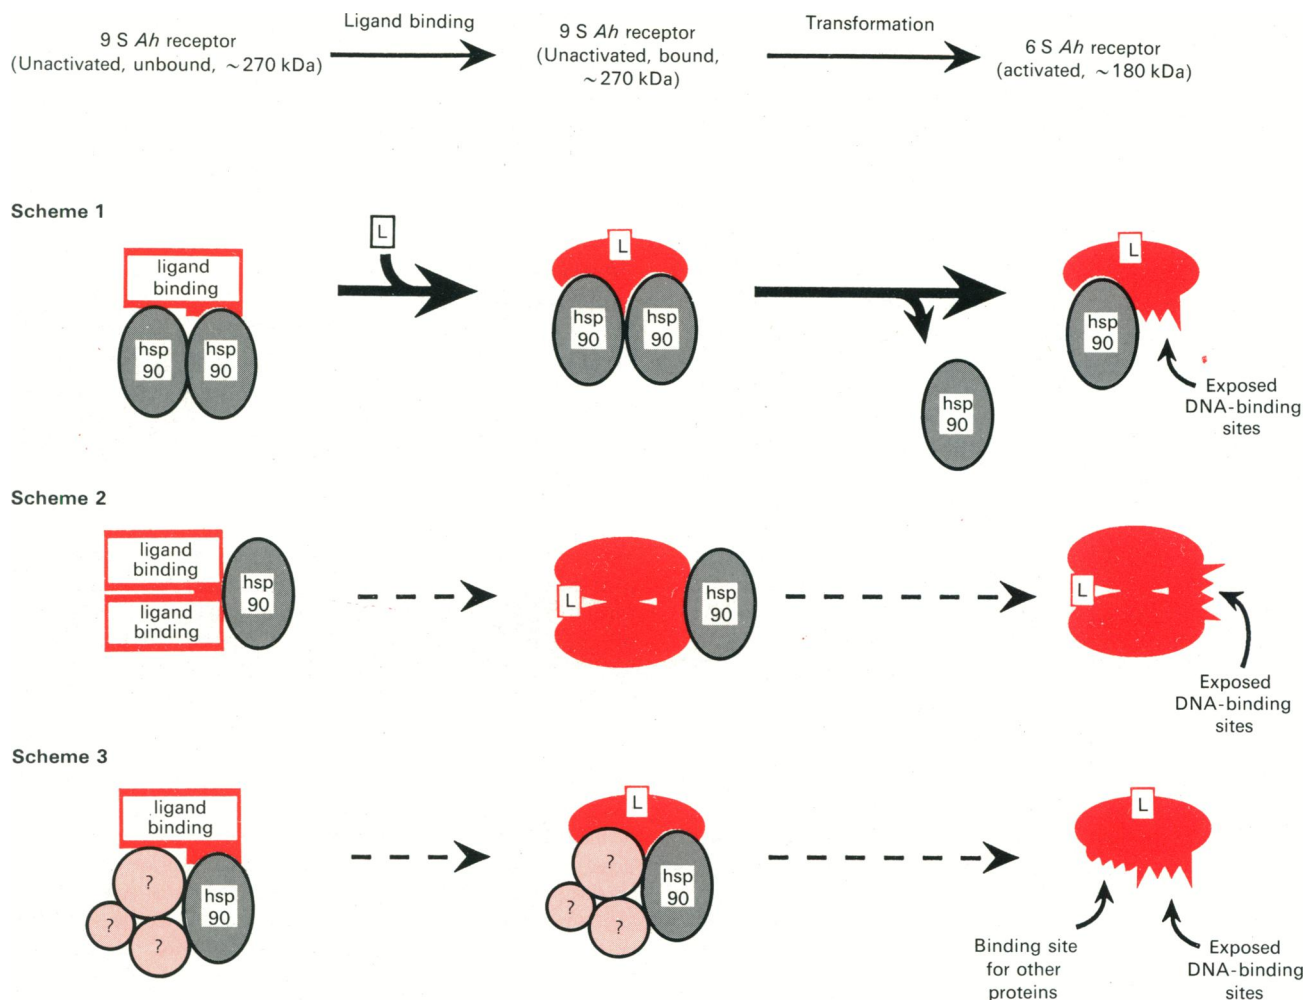 9 S Ah receptor
(Unactivated, unbound, ~270 kDa)
Ligand binding
9 S Ah receptor
(Unactivated, bound,
~270 kDa)
Transformation
6 S Ah receptor
(activated, ~180 kDa)
Scheme 1
ligand
binding
hsp
90
hsp
90
L
L
hsp
90
hsp
90
hsp
90
L
hsp
90
Exposed
DNA-binding
sites
Scheme 2
ligand
binding
ligand
binding
hsp
90
L
hsp
90
L
Exposed
DNA-binding
sites
Scheme 3
ligand
binding
?
?
?
hsp
90
L
?
?
?
hsp
90
L
Binding site
for other
proteins
Exposed
DNA-binding
sites